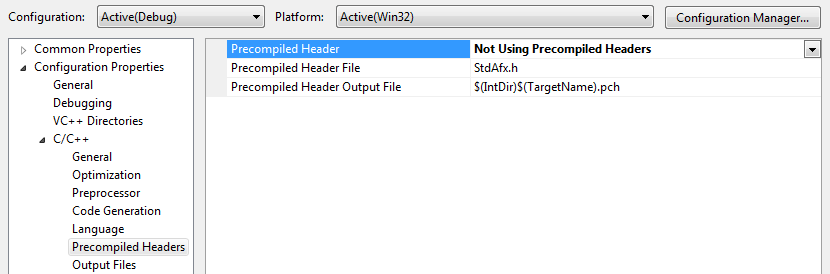 Configuration: Active(Debug) Platform: Active(Win32) Configuration Manager...
Common Properties
Configuration Properties
General
Debugging
VC++ Directories
C/C++
General
Optimization
Preprocessor
Code Generation
Language
Precompiled Headers
Output Files
Precompiled Header Not Using Precompiled Headers
Precompiled Header File StdAfx.h
Precompiled Header Output File $(IntDir)$(TargetName).pch